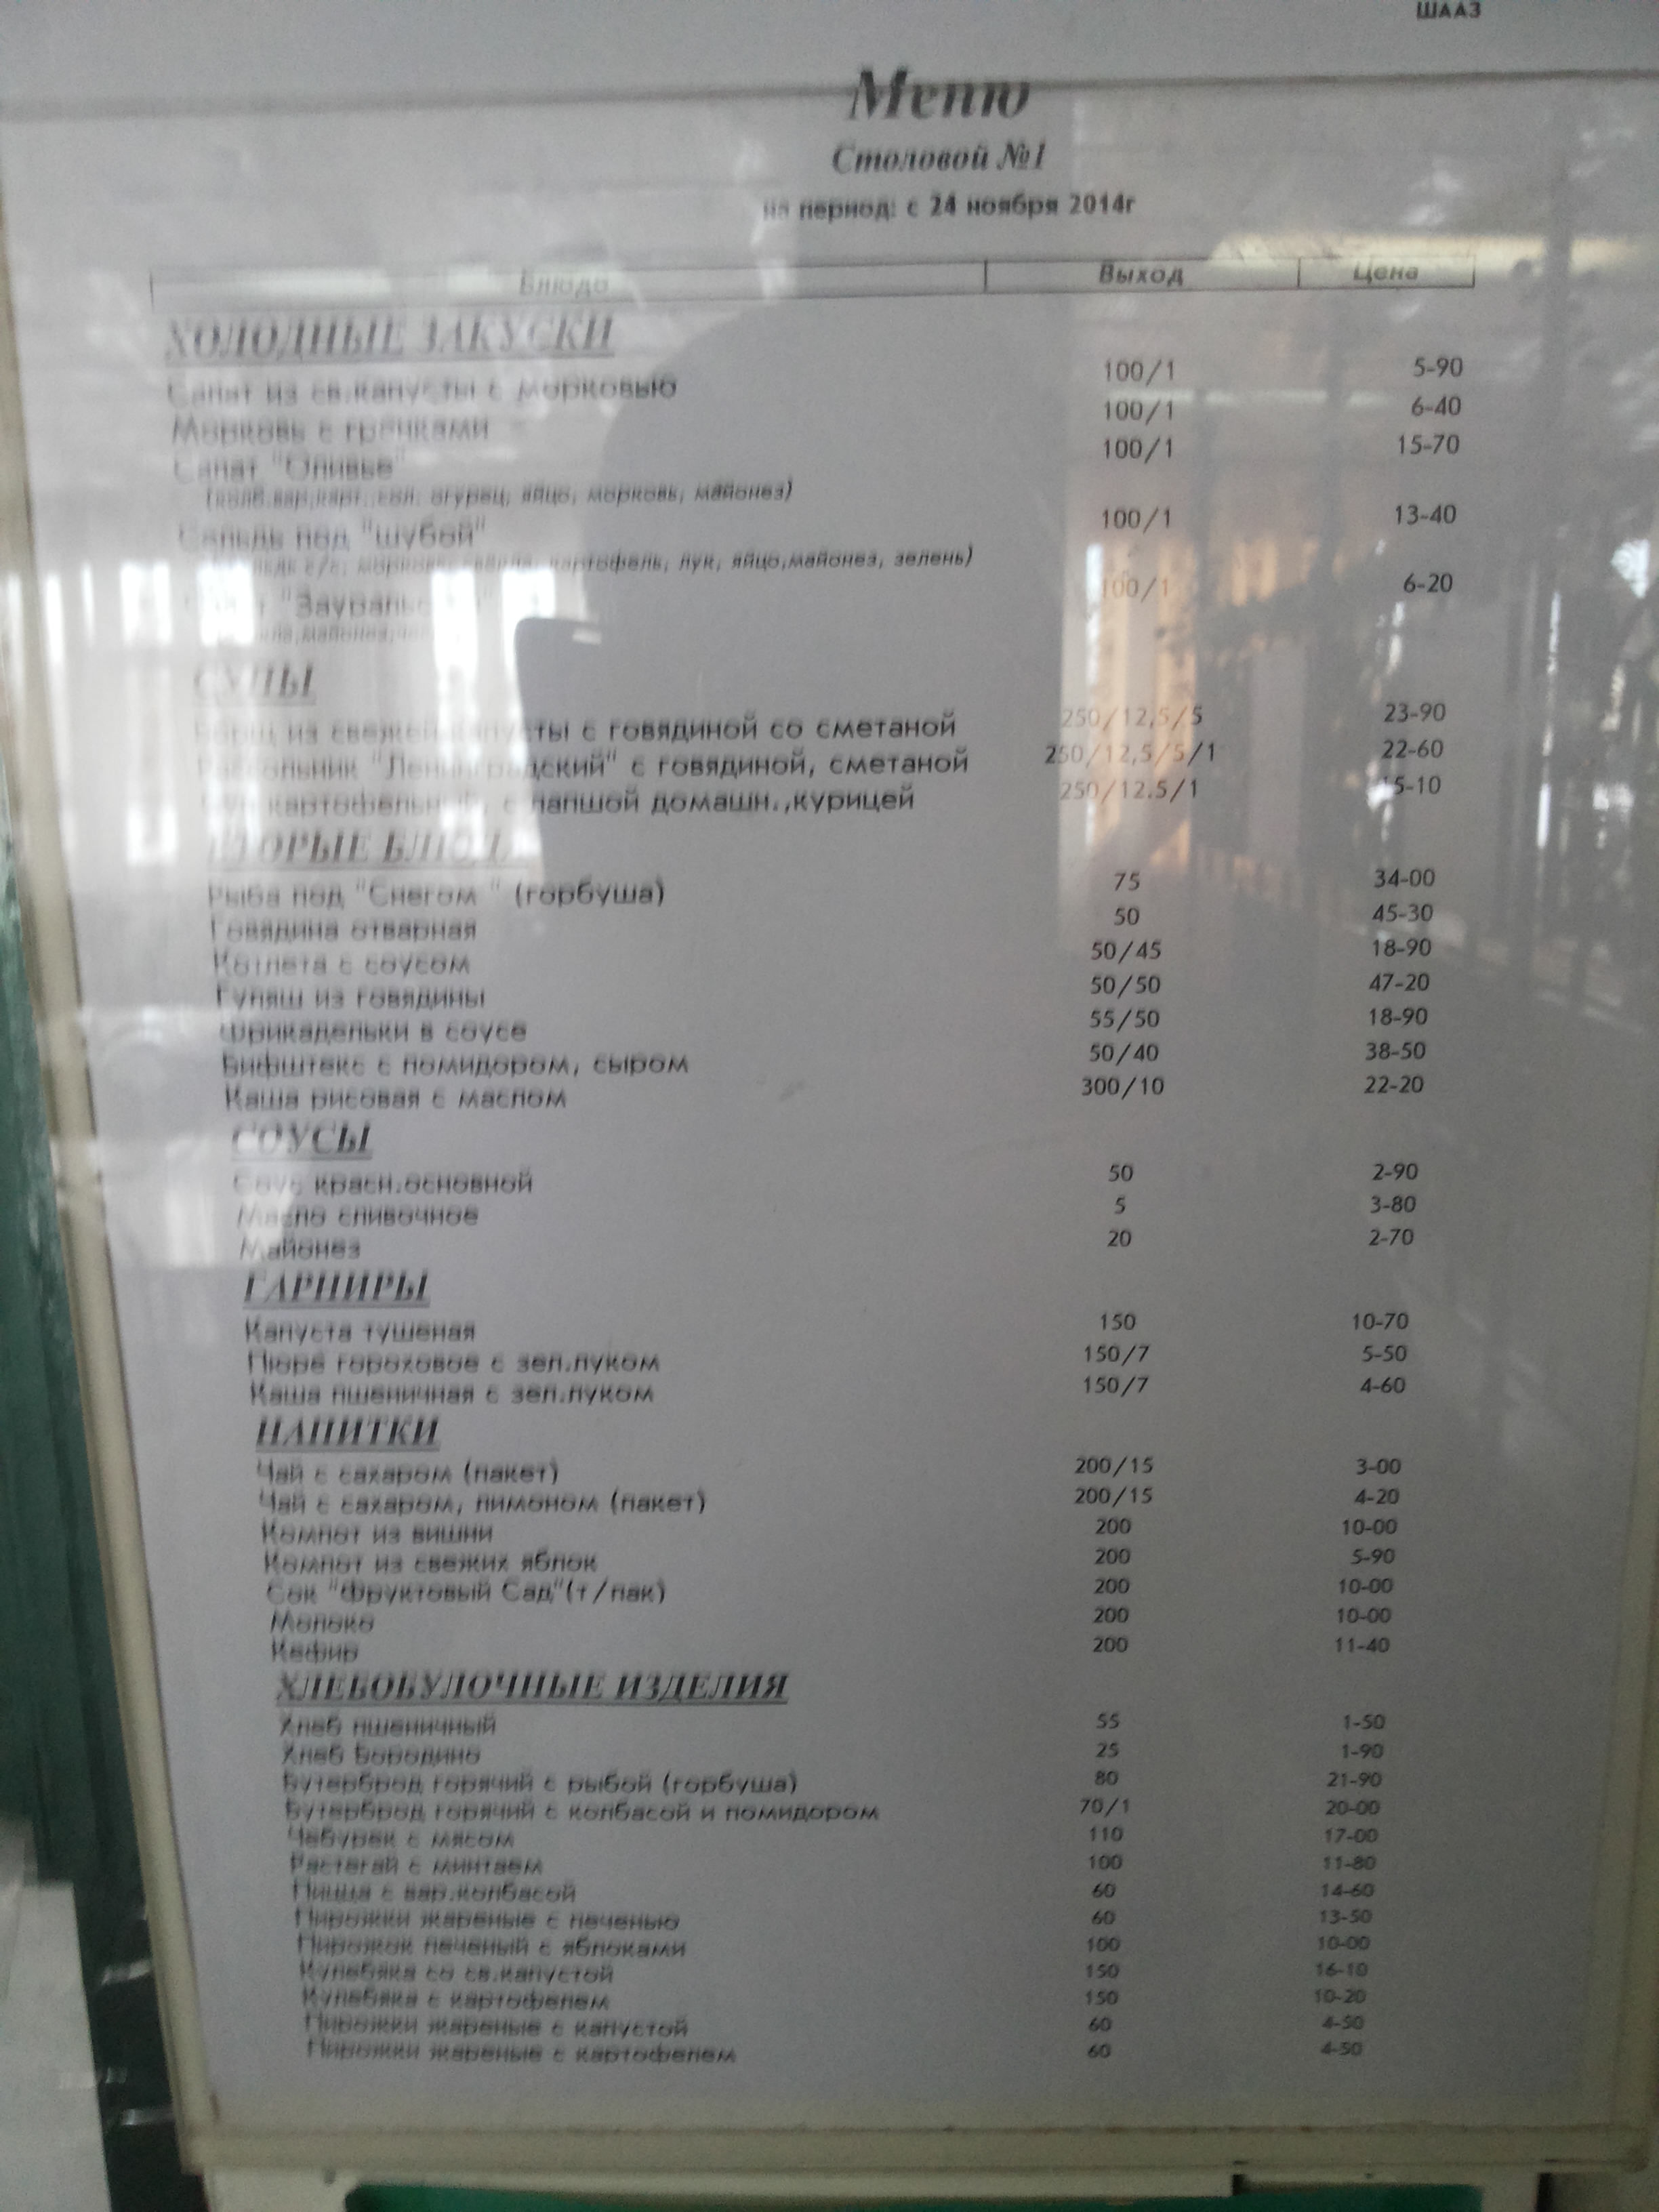 ШААЗ
Меню
Столовой №1
на период: с 24 ноября 2014г
Блюдо Выход Цена
ХОЛОДНЫЕ ЗАКУСКИ
Салат из св.капусты с морковью 100/1 5-90
Морковь с гренками 100/1 6-40
Салат "Оливье" 100/1 15-70
(колб.вар,карт.,сол. огурец, яйцо, морковь, майонез)
Сельдь под "шубой" 100/1 13-40
морковь, свекла, картофель, лук, яйцо,майонез, зелень)
100/1 6-20
СУПЫ
Борщ из свежей капусты с говядиной со сметаной 250/12,5/5 23-90
Рассольник "Ленинградский" с говядиной, сметаной 250/12,5/5/1 22-60
Суп картофельный, с лапшой домашн.,курицей 250/12.5/1
ВТОРЫЕ БЛЮДА
Рыба под "Снегом " (горбуша) 75 34-00
Говядина отварная 50 45-30
Котлета с соусом 50/45 18-90
Гуляш из говядины 50/50 47-20
Фрикадельки в соусе 55/50 18-90
Бифштекс с помидором, сыром 50/40 38-50
Каша рисовая с маслом 300/10 22-20
СОУСЫ
Соус красн.основной 50 2-90
Масло сливочное 5 3-80
Майонез 20 2-70
ГАРНИРЫ
Капуста тушеная 150 10-70
Пюре гороховое с зел.луком 150/7 5-50
Каша пшеничная с зел.луком 150/7 4-60
НАПИТКИ
Чай с сахаром (пакет) 200/15 3-00
Чай с сахаром, лимоном (пакет) 200/15 4-20
Компот из вишни 200 10-00
Компот из свежих яблок 200 5-90
Сок "Фруктовый Сад"(т/пак) 200 10-00
Молоко 200 10-00
Кефир 200 11-40
ХЛЕБОБУЛОЧНЫЕ ИЗДЕЛИЯ
Хлеб пшеничный 55 1-50
Хлеб Бородино 25 1-90
Бутерброд горячий с рыбой (горбуша) 80 21-90
Бутерброд горячий с колбасой и помидором 70/1 20-00
Чебурек с мясом 110 17-00
Растегай с минтаем 100 11-80
Пицца с вар.колбасой 60 14-60
Пирожки жареные с печенью 60 13-50
Пирожок печеный с яблоками 100 10-00
Кулебяка со св.капустой 150 16-10
Кулебяка с картофелем 150 10-20
Пирожки жареные с капустой 60 4-50
Пирожки жареные с картофелем 60 4-50